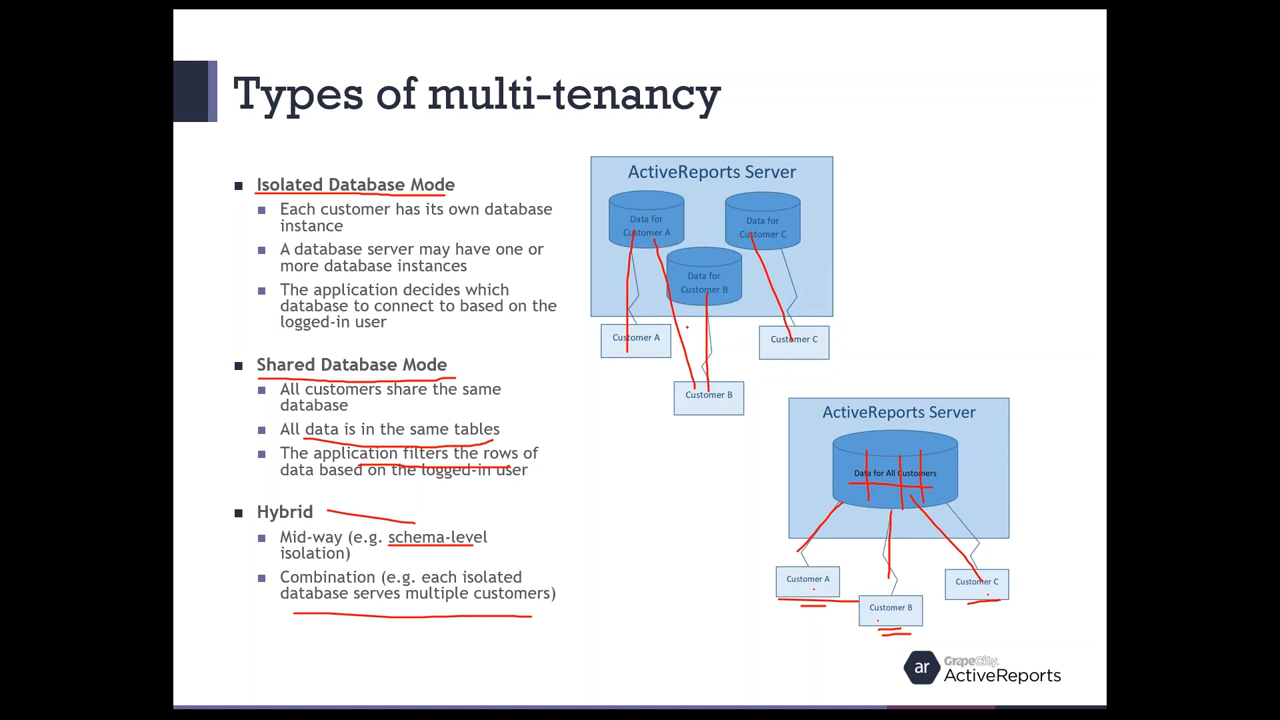 Types of multi-tenancy
Isolated Database Mode
Each customer has its own database
instance
A database server may have one or
more database instances
The application decides which
database to connect to based on the
logged-in user
Shared Database Mode
All customers share the same
database
All data is in the same tables
The application filters the rows of
data based on the logged-in user
Hybrid
Mid-way (e.g. schema-level
isolation)
Combination (e.g. each isolated
database serves multiple customers)
ActiveReports Server
Data for
Customer A
Data for
Customer C
Data for
Customer B
Customer A
Customer C
Customer B
ActiveReports Server
Data for All Customers
Customer A
Customer C
Customer B
ar
GrapeCity
ActiveReports